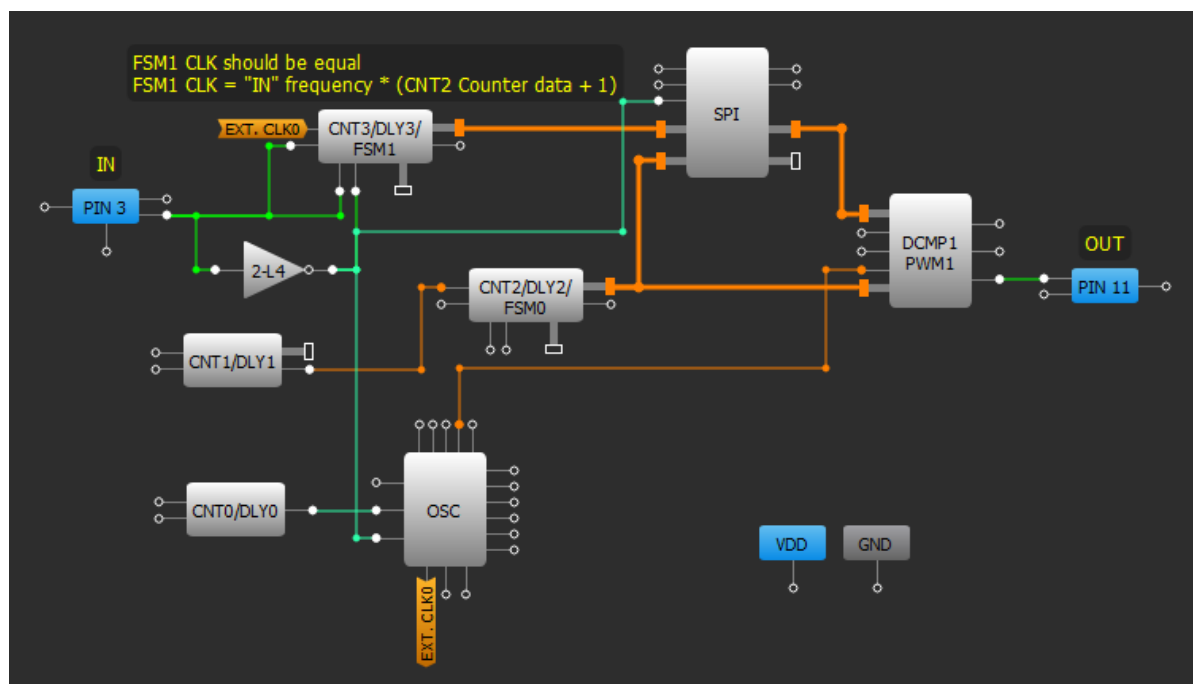 FSM1 CLK should be equal
FSM1 CLK = "IN" frequency * (CNT2 Counter data + 1)
SPI
EXT. CLK0
CNT3/DLY3/
FSM1
IN
PIN 3
2-L4
DCMP1
PWM1
OUT
PIN 11
CNT2/DLY2/
FSM0
CNT1/DLY1
CNT0/DLY0
OSC
VDD
GND
EXT. CLK0